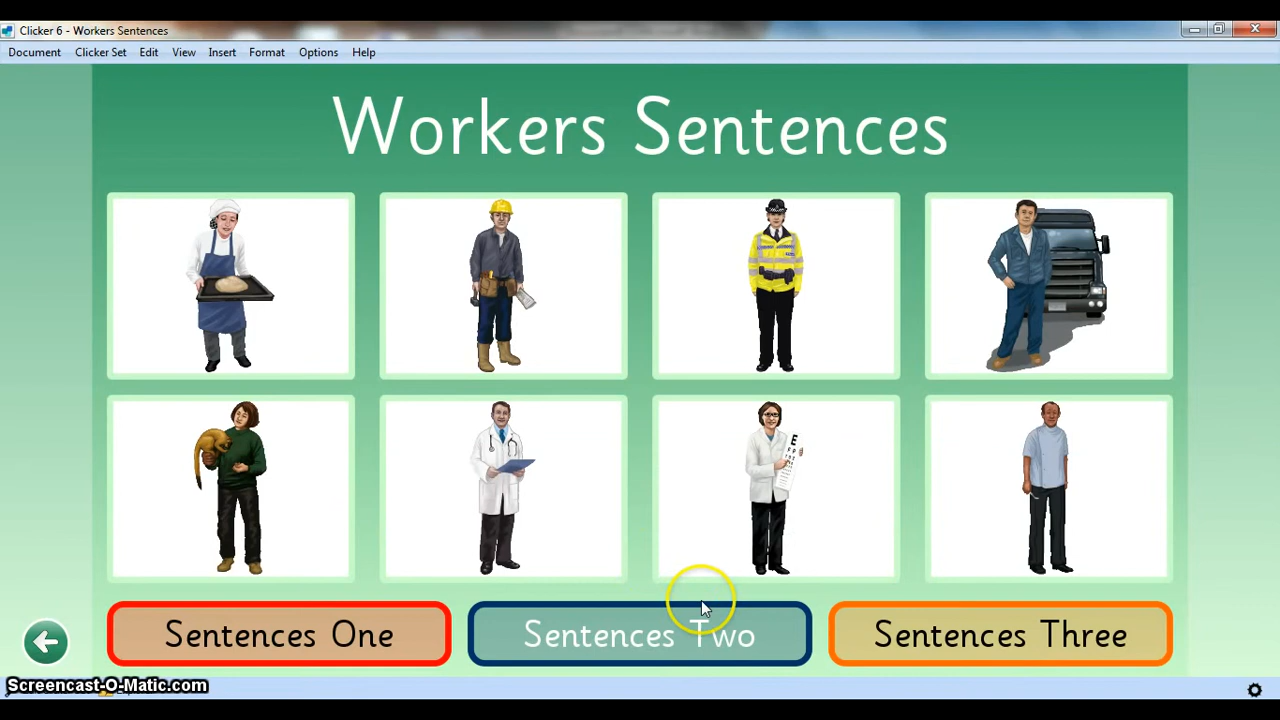 Clicker 6 - Workers Sentences
Document Clicker Set Edit View Insert Format Options Help
Workers Sentences
E
Sentences One Sentences Two Sentences Three
Screencast-O-Matic.com